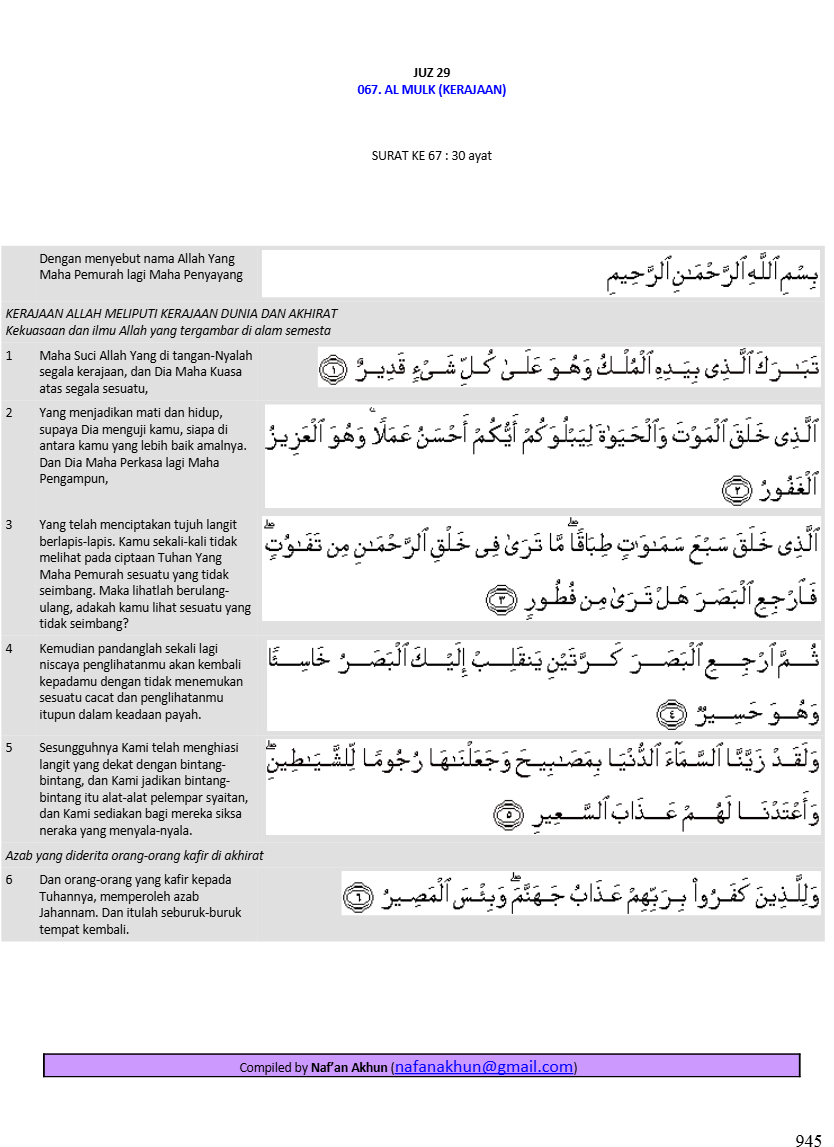 JUZ 29
067. AL MULK (KERAJAAN)
SURAT KE 67 : 30 ayat
Dengan menyebut nama Allah Yang
Maha Pemurah lagi Maha Penyayang
بِسْمِ ٱللَّهِ ٱلرَّحْمَـٰنِ ٱلرَّحِيمِ
KERAJAAN ALLAH MELIPUTI KERAJAAN DUNIA DAN AKHIRAT
Kekuasaan dan ilmu Allah yang tergambar di alam semesta
1 Maha Suci Allah Yang di tangan-Nyalah
segala kerajaan, dan Dia Maha Kuasa
atas segala sesuatu,
تَبَـٰرَكَ ٱلَّذِى بِيَدِهِ ٱلْمُلْكُ وَهُوَ عَلَىٰ كُلِّ شَىْءٍ قَدِيرٌ ﴿١﴾
2 Yang menjadikan mati dan hidup,
supaya Dia menguji kamu, siapa di
antara kamu yang lebih baik amalnya.
Dan Dia Maha Perkasa lagi Maha
Pengampun,
ٱلَّذِى خَلَقَ ٱلْمَوْتَ وَٱلْحَيَوٰةَ لِيَبْلُوَكُمْ أَيُّكُمْ أَحْسَنُ عَمَلًا ۚ وَهُوَ ٱلْعَزِيزُ
ٱلْغَفُورُ ﴿٢﴾
3 Yang telah menciptakan tujuh langit
berlapis-lapis. Kamu sekali-kali tidak
melihat pada ciptaan Tuhan Yang
Maha Pemurah sesuatu yang tidak
seimbang. Maka lihatlah berulang-
ulang, adakah kamu lihat sesuatu yang
tidak seimbang?
ٱلَّذِى خَلَقَ سَبْعَ سَمَـٰوَٰتٍ طِبَاقًا ۖ مَّا تَرَىٰ فِى خَلْقِ ٱلرَّحْمَـٰنِ مِن تَفَـٰوُتٍ ۖ
فَٱرْجِعِ ٱلْبَصَرَ هَلْ تَرَىٰ مِن فُطُورٍ ﴿٣﴾
4 Kemudian pandanglah sekali lagi
niscaya penglihatanmu akan kembali
kepadamu dengan tidak menemukan
sesuatu cacat dan penglihatanmu
itupun dalam keadaan payah.
ثُمَّ ٱرْجِعِ ٱلْبَصَرَ كَرَّتَيْنِ يَنقَلِبْ إِلَيْكَ ٱلْبَصَرُ خَاسِئًا
وَهُوَ حَسِيرٌ ﴿٤﴾
5 Sesungguhnya Kami telah menghiasi
langit yang dekat dengan bintang-
bintang, dan Kami jadikan bintang-
bintang itu alat-alat pelempar syaitan,
dan Kami sediakan bagi mereka siksa
neraka yang menyala-nyala.
وَلَقَدْ زَيَّنَّا ٱلسَّمَآءَ ٱلدُّنْيَا بِمَصَـٰبِيحَ وَجَعَلْنَـٰهَا رُجُومًا لِّلشَّيَـٰطِينِ ۖ
وَأَعْتَدْنَا لَهُمْ عَذَابَ ٱلسَّعِيرِ ﴿٥﴾
Azab yang diderita orang-orang kafir di akhirat
6 Dan orang-orang yang kafir kepada
Tuhannya, memperoleh azab
Jahannam. Dan itulah seburuk-buruk
tempat kembali.
وَلِلَّذِينَ كَفَرُوا۟ بِرَبِّهِمْ عَذَابُ جَهَنَّمَ ۖ وَبِئْسَ ٱلْمَصِيرُ ﴿٦﴾
Compiled by Naf’an Akhun (nafanakhun@gmail.com)
945